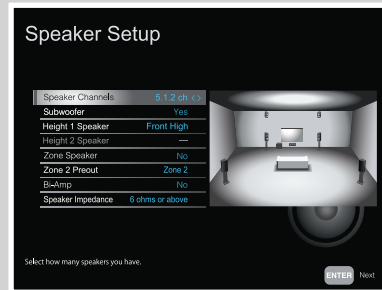 Speaker Setup
Speaker Channels 5.1.2 ch < >
Subwoofer Yes
Height 1 Speaker Front High
Height 2 Speaker —
Zone Speaker No
Zone 2 Preout Zone 2
Bi-Amp No
Speaker Impedance 6 ohms or above
Select how many speakers you have.
ENTER Next